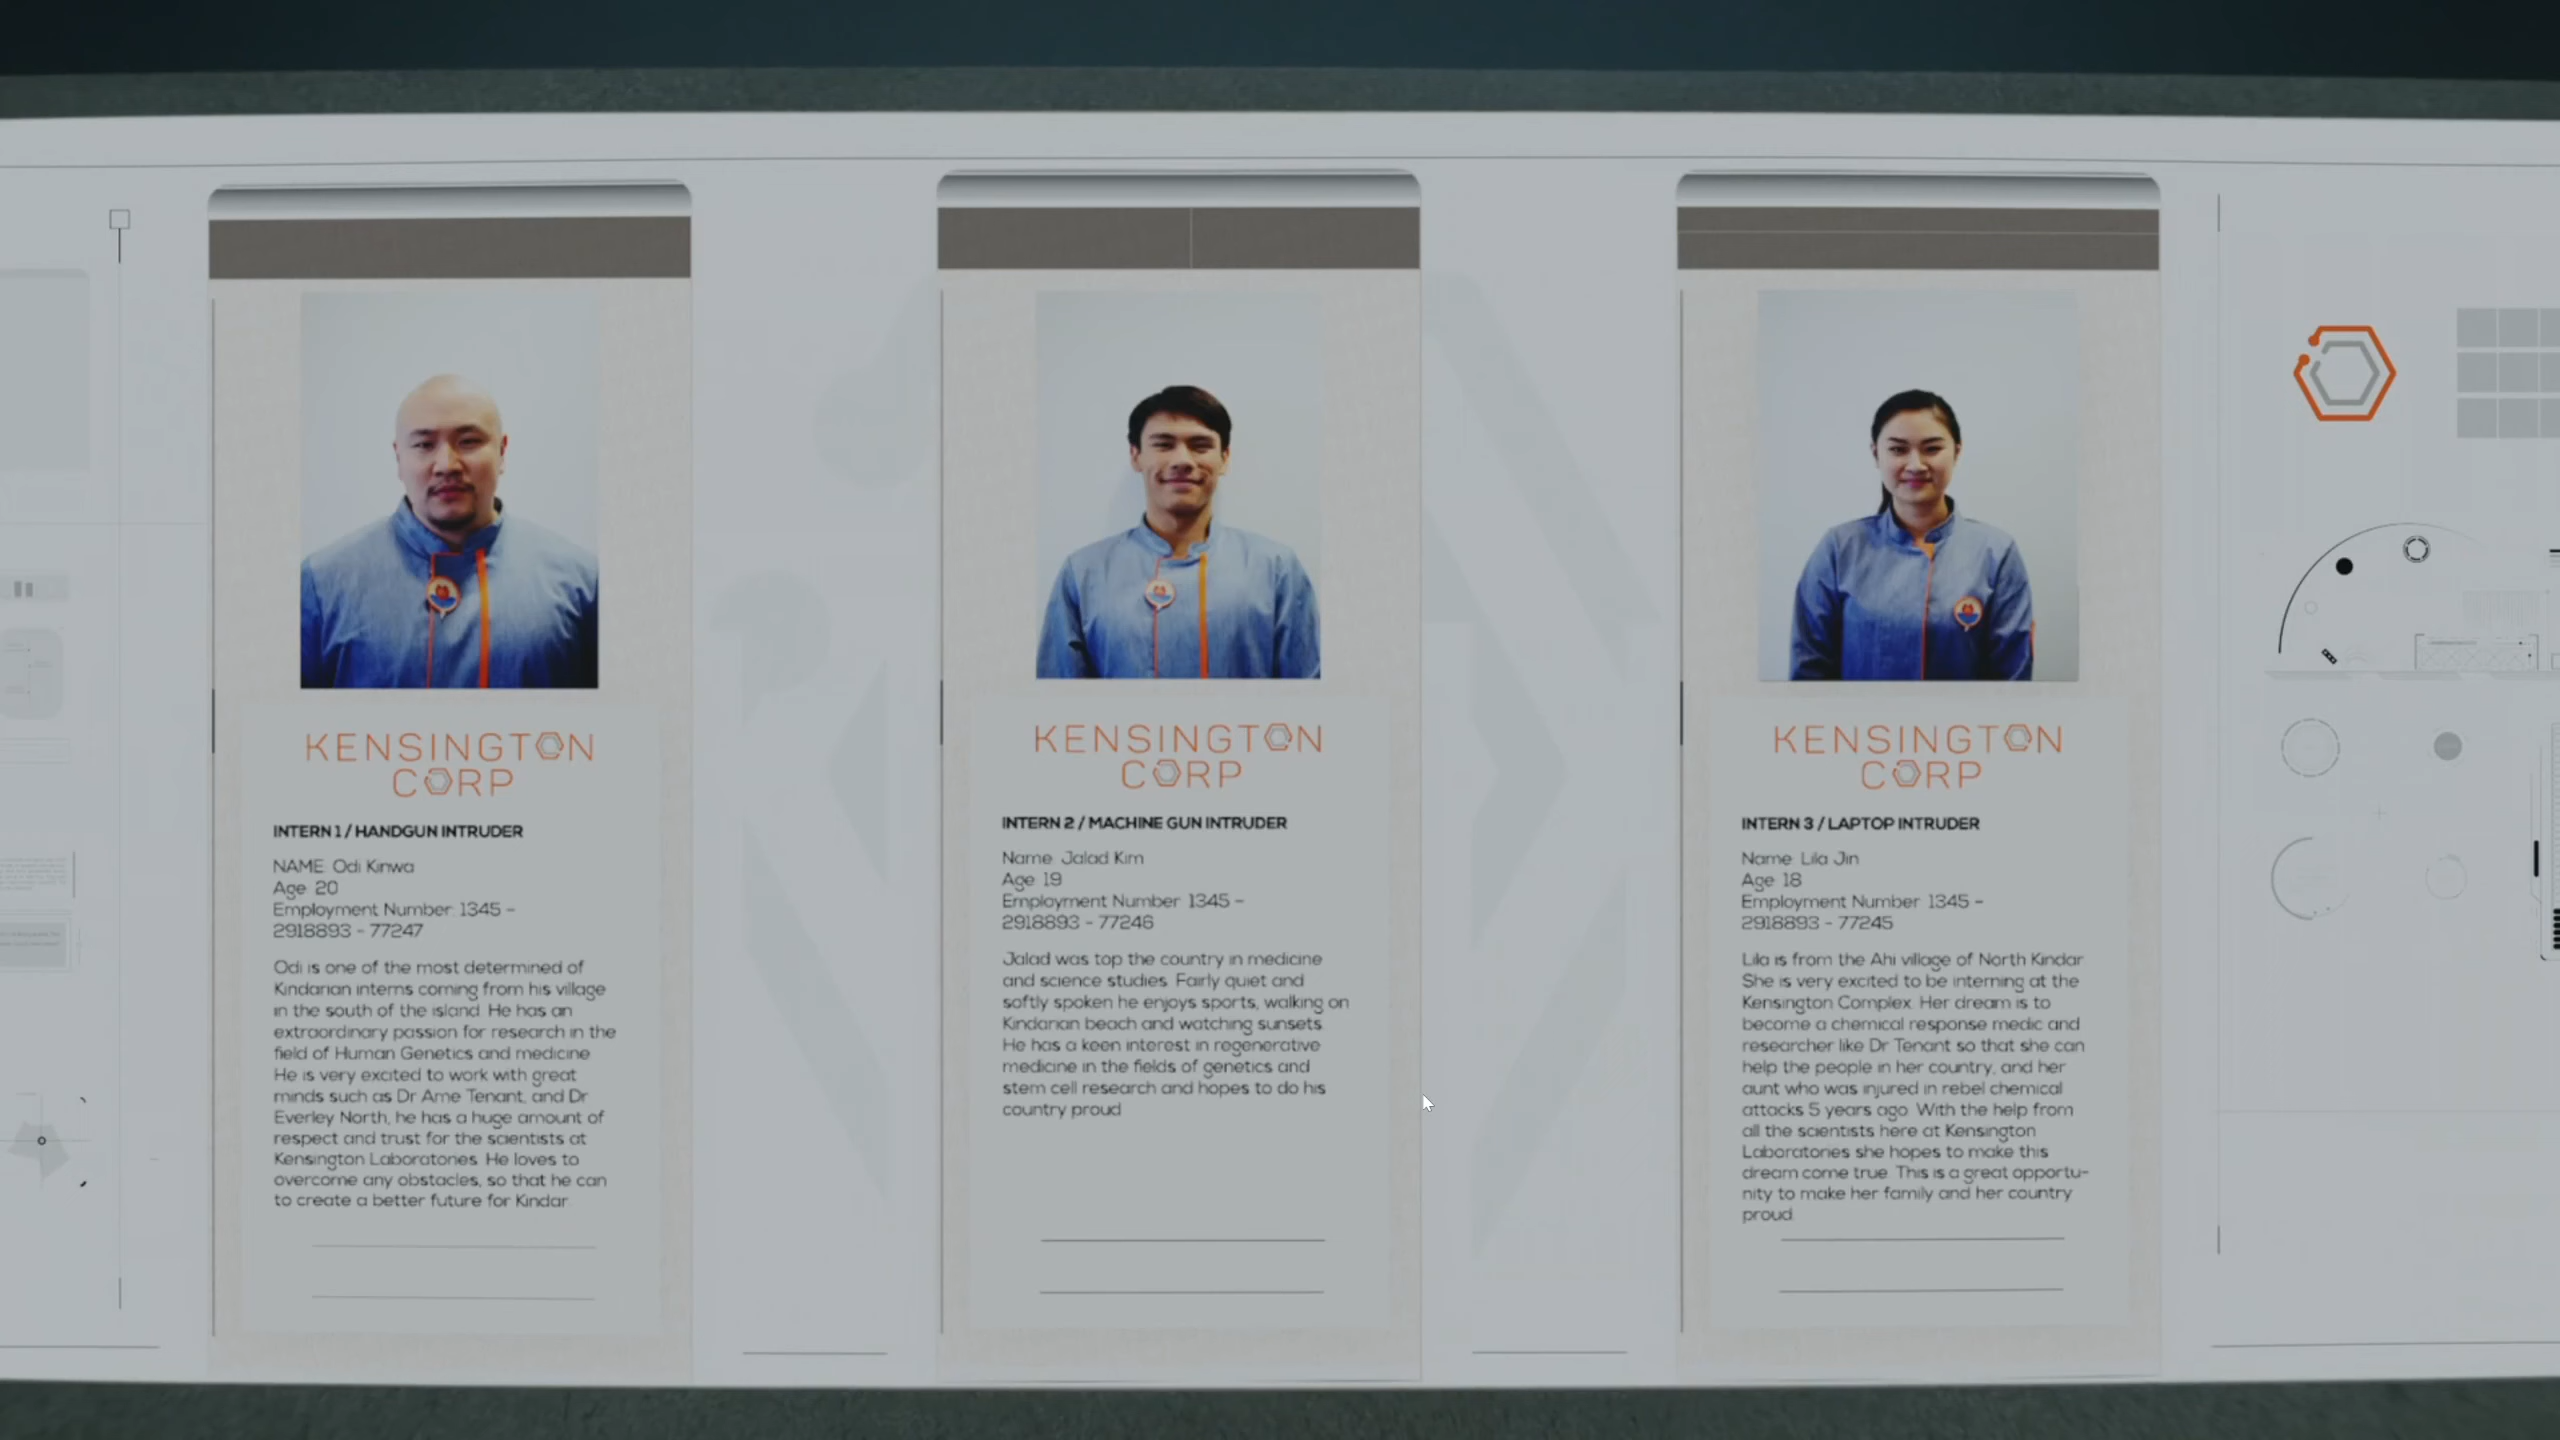 KENSINGTON
CORP
INTERN 1 / HANDGUN INTRUDER
NAME: Odi Kinwa
Age: 20
Employment Number: 1345 –
2918893 - 77247
Odi is one of the most determined of
Kindarian interns coming from his village
in the south of the island. He has an
extraordinary passion for research in the
field of Human Genetics and medicine.
He is very excited to work with great
minds such as Dr Ame Tenant, and Dr
Everley North, he has a huge amount of
respect and trust for the scientists at
Kensington Laboratories. He loves to
overcome any obstacles, so that he can
to create a better future for Kindar.
KENSINGTON
CORP
INTERN 2 / MACHINE GUN INTRUDER
Name: Jalad Kim
Age: 19
Employment Number: 1345 –
2918893 - 77246
Jalad was top the country in medicine
and science studies. Fairly quiet and
softly spoken he enjoys sports, walking on
Kindarian beach and watching sunsets.
He has a keen interest in regenerative
medicine in the fields of genetics and
stem cell research and hopes to do his
country proud.
KENSINGTON
CORP
INTERN 3 / LAPTOP INTRUDER
Name: Lila Jin
Age: 18
Employment Number: 1345 –
2918893 - 77245
Lila is from the Ahi village of North Kindar.
She is very excited to be interning at the
Kensington Complex. Her dream is to
become a chemical response medic and
researcher like Dr Tenant so that she can
help the people in her country, and her
aunt who was injured in rebel chemical
attacks 5 years ago. With the help from
all the scientists here at Kensington
Laboratories she hopes to make this
dream come true. This is a great opportu-
nity to make her family and her country
proud.